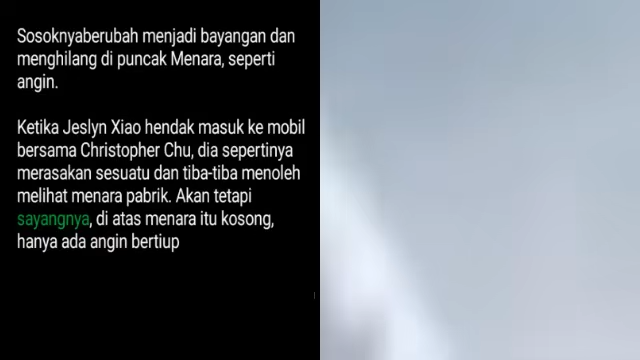 Sosoknyaberubah menjadi bayangan dan
menghilang di puncak Menara, seperti
angin.
Ketika Jeslyn Xiao hendak masuk ke mobil
bersama Christopher Chu, dia sepertinya
merasakan sesuatu dan tiba-tiba menoleh
melihat menara pabrik. Akan tetapi
sayangnya, di atas menara itu kosong,
hanya ada angin bertiup